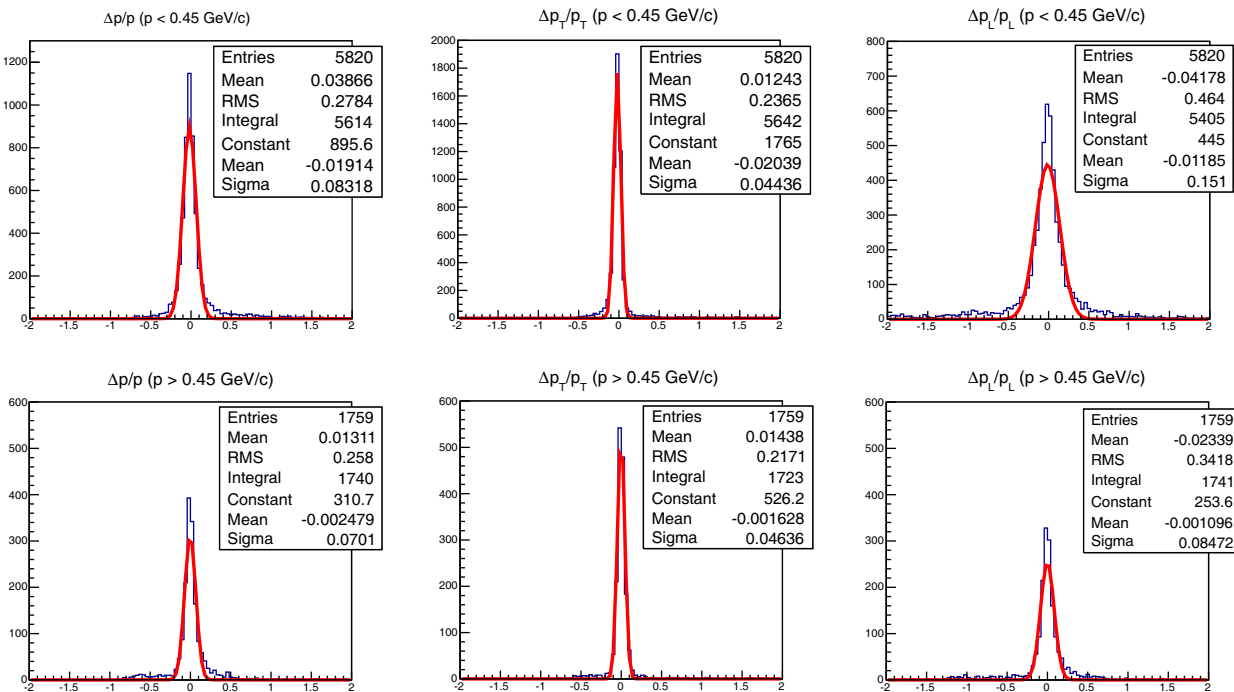 Δp/p (p < 0.45 GeV/c)
1200
1000
800
600
400
200
0
-2 -1.5 -1 -0.5 0 0.5 1 1.5 2
Entries 5820
Mean 0.03866
RMS 0.2784
Integral 5614
Constant 895.6
Mean -0.01914
Sigma 0.08318
Δp_T/p_T (p < 0.45 GeV/c)
2000
1800
1600
1400
1200
1000
800
600
400
200
0
-2 -1.5 -1 -0.5 0 0.5 1 1.5 2
Entries 5820
Mean 0.01243
RMS 0.2365
Integral 5642
Constant 1765
Mean -0.02039
Sigma 0.04436
Δp_L/p_L (p < 0.45 GeV/c)
800
700
600
500
400
300
200
100
0
-2 -1.5 -1 -0.5 0 0.5 1 1.5 2
Entries 5820
Mean -0.04178
RMS 0.464
Integral 5405
Constant 445
Mean -0.01185
Sigma 0.151
Δp/p (p > 0.45 GeV/c)
600
500
400
300
200
100
0
-2 -1.5 -1 -0.5 0 0.5 1 1.5 2
Entries 1759
Mean 0.01311
RMS 0.258
Integral 1740
Constant 310.7
Mean -0.002479
Sigma 0.0701
Δp_T/p_T (p > 0.45 GeV/c)
600
500
400
300
200
100
0
-2 -1.5 -1 -0.5 0 0.5 1 1.5 2
Entries 1759
Mean 0.01438
RMS 0.2171
Integral 1723
Constant 526.2
Mean -0.001628
Sigma 0.04636
Δp_L/p_L (p > 0.45 GeV/c)
600
500
400
300
200
100
0
-2 -1.5 -1 -0.5 0 0.5 1 1.5 2
Entries 1759
Mean -0.02339
RMS 0.3418
Integral 1741
Constant 253.6
Mean -0.001096
Sigma 0.08472